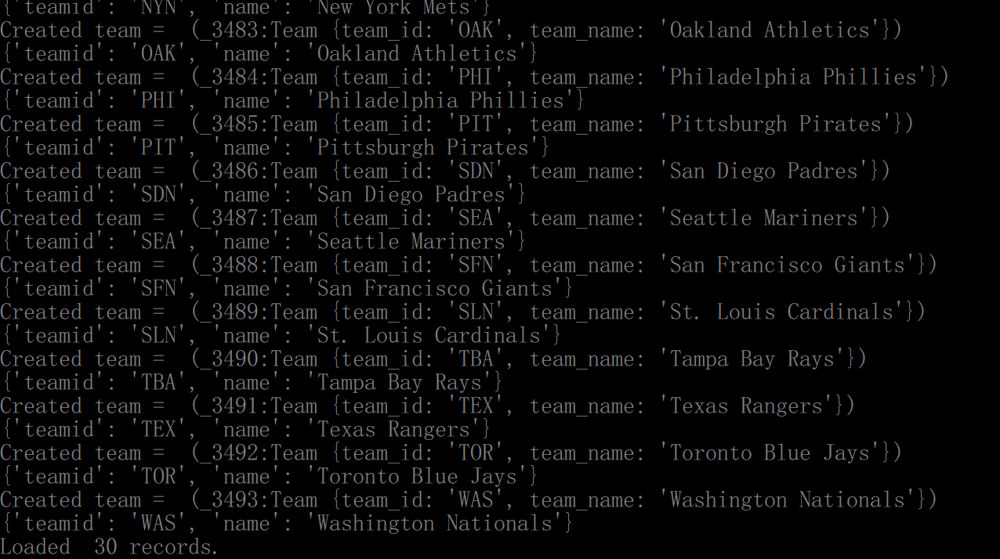 {'teamid': 'NYN', 'name': 'New York Mets'}
Created team =  (_3483:Team {team_id: 'OAK', team_name: 'Oakland Athletics'})
{'teamid': 'OAK', 'name': 'Oakland Athletics'}
Created team =  (_3484:Team {team_id: 'PHI', team_name: 'Philadelphia Phillies'})
{'teamid': 'PHI', 'name': 'Philadelphia Phillies'}
Created team =  (_3485:Team {team_id: 'PIT', team_name: 'Pittsburgh Pirates'})
{'teamid': 'PIT', 'name': 'Pittsburgh Pirates'}
Created team =  (_3486:Team {team_id: 'SDN', team_name: 'San Diego Padres'})
{'teamid': 'SDN', 'name': 'San Diego Padres'}
Created team =  (_3487:Team {team_id: 'SEA', team_name: 'Seattle Mariners'})
{'teamid': 'SEA', 'name': 'Seattle Mariners'}
Created team =  (_3488:Team {team_id: 'SFN', team_name: 'San Francisco Giants'})
{'teamid': 'SFN', 'name': 'San Francisco Giants'}
Created team =  (_3489:Team {team_id: 'SLN', team_name: 'St. Louis Cardinals'})
{'teamid': 'SLN', 'name': 'St. Louis Cardinals'}
Created team =  (_3490:Team {team_id: 'TBA', team_name: 'Tampa Bay Rays'})
{'teamid': 'TBA', 'name': 'Tampa Bay Rays'}
Created team =  (_3491:Team {team_id: 'TEX', team_name: 'Texas Rangers'})
{'teamid': 'TEX', 'name': 'Texas Rangers'}
Created team =  (_3492:Team {team_id: 'TOR', team_name: 'Toronto Blue Jays'})
{'teamid': 'TOR', 'name': 'Toronto Blue Jays'}
Created team =  (_3493:Team {team_id: 'WAS', team_name: 'Washington Nationals'})
{'teamid': 'WAS', 'name': 'Washington Nationals'}
Loaded  30 records.